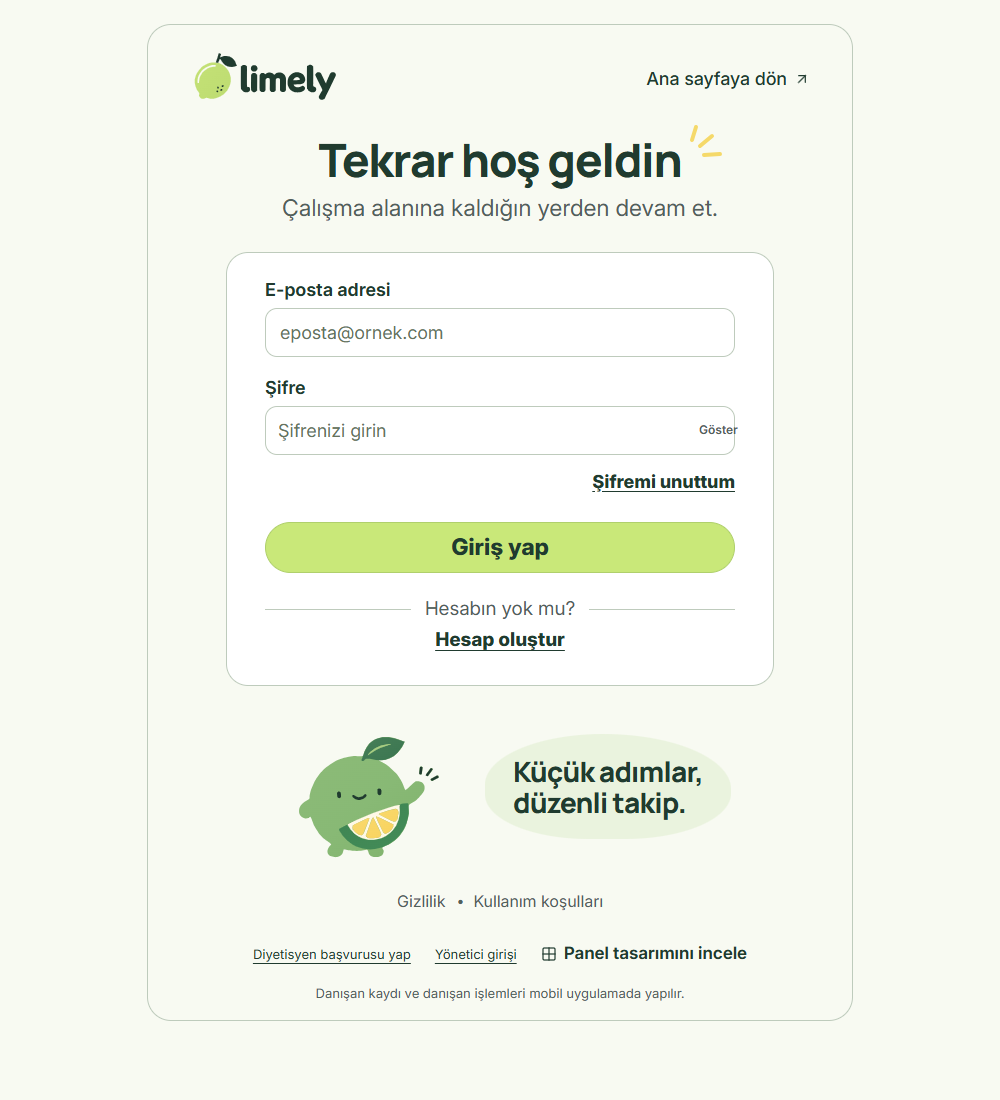 limely
Ana sayfaya dön
Tekrar hoş geldin
Çalışma alanına kaldığın yerden devam et.
E-posta adresi
eposta@ornek.com
Şifre
Şifrenizi girin
Göster
Şifremi unuttum
Giriş yap
Hesabın yok mu?
Hesap oluştur
Küçük adımlar,
düzenli takip.
Gizlilik • Kullanım koşulları
Diyetisyen başvurusu yap Yönetici girişi Panel tasarımını incele
Danışan kaydı ve danışan işlemleri mobil uygulamada yapılır.